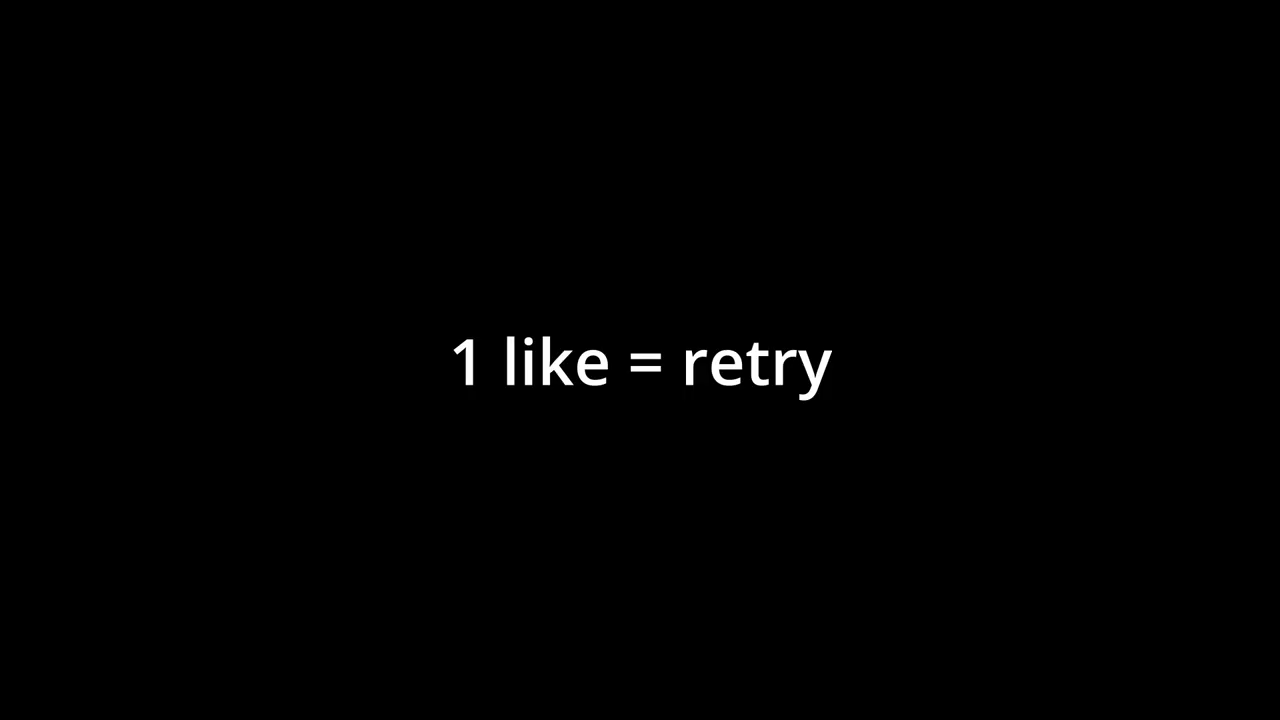 1 like = retry